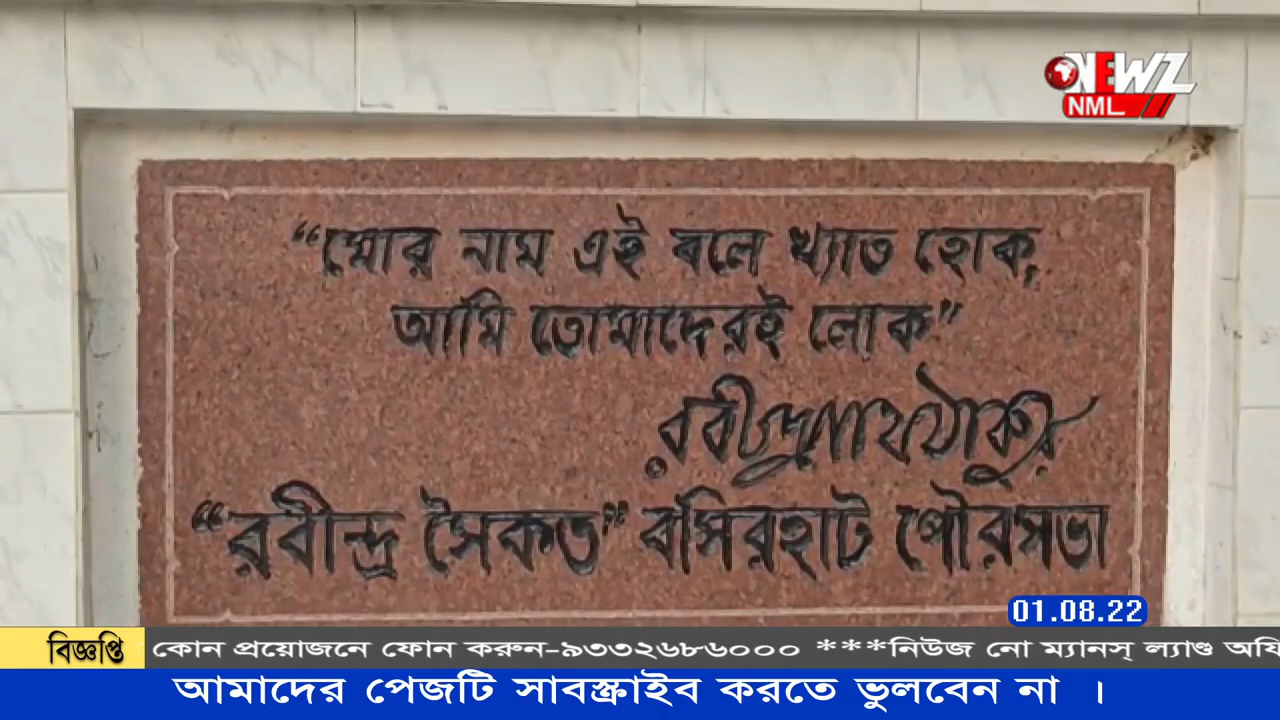 NEWZ
NML
“মোর নাম এই বলে খ্যাত হোক,
আমি তোমাদেরই লোক”
রবীন্দ্রনাথ ঠাকুর
“রবীন্দ্র সৈকত” বসিরহাট পৌরসভা
01.08.22
বিজ্ঞপ্তি কোন প্রয়োজনে ফোন করুন-৯৩৩২৬৮৬০০০ ***নিউজ নো ম্যানস্ ল্যাণ্ড
আমাদের পেজটি সাবস্ক্রাইব করতে ভুলবেন না ।